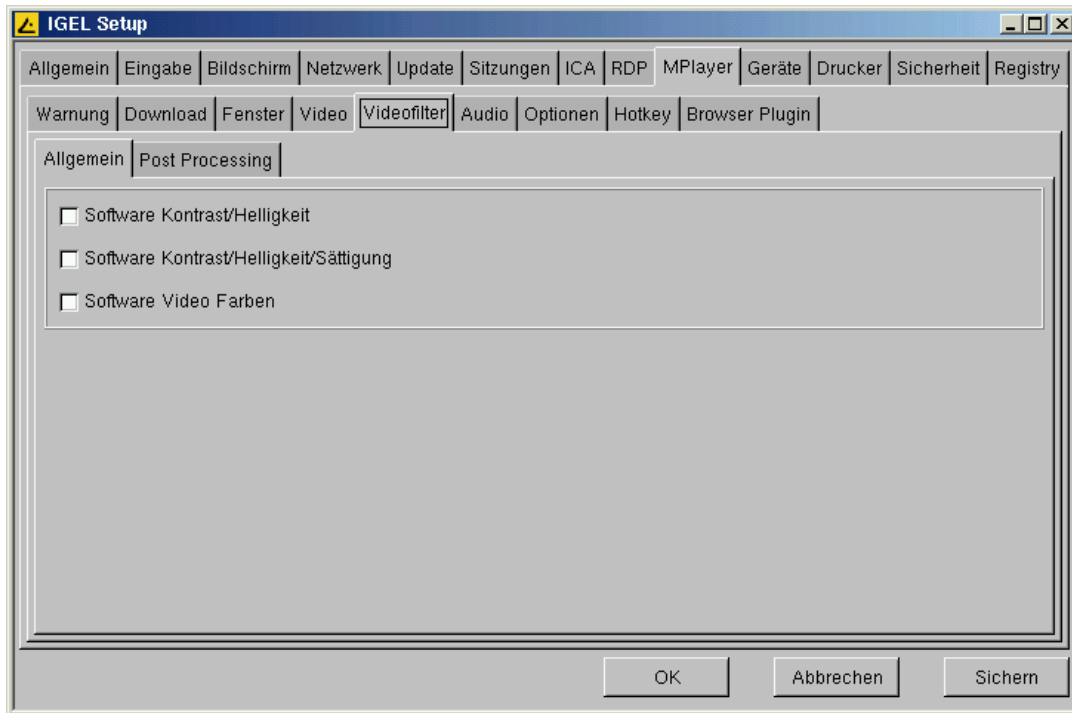 IGEL Setup
Allgemein Eingabe Bildschirm Netzwerk Update Sitzungen ICA RDP MPlayer Geräte Drucker Sicherheit Registry
Warnung Download Fenster Video Videofilter Audio Optionen Hotkey Browser Plugin
Allgemein Post Processing
Software Kontrast/Helligkeit
Software Kontrast/Helligkeit/Sättigung
Software Video Farben
OK Abbrechen Sichern